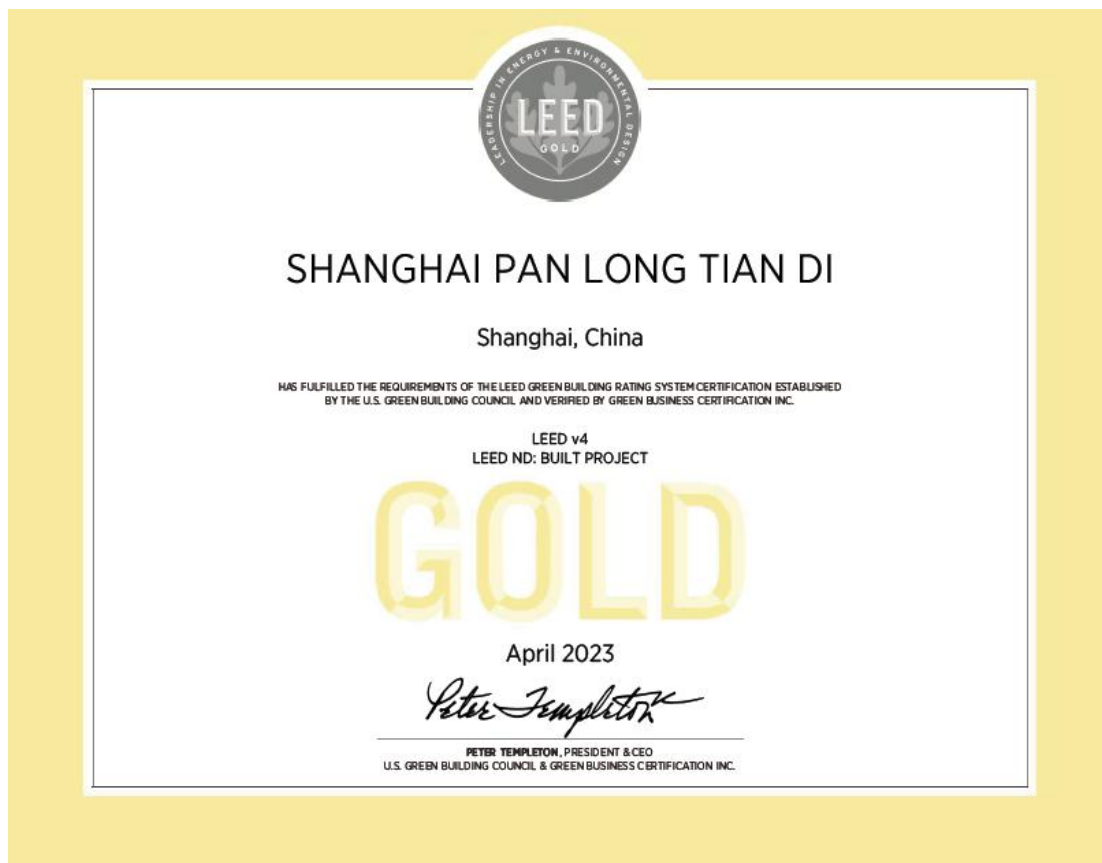 LEADERSHIP IN ENERGY & ENVIRONMENTAL DESIGN
LEED
GOLD
SHANGHAI PAN LONG TIAN DI
Shanghai, China
HAS FULFILLED THE REQUIREMENTS OF THE LEED GREEN BUILDING RATING SYSTEM CERTIFICATION ESTABLISHED
BY THE U.S. GREEN BUILDING COUNCIL AND VERIFIED BY GREEN BUSINESS CERTIFICATION INC.
LEED v4
LEED ND: BUILT PROJECT
GOLD
April 2023
Peter Templeton
PETER TEMPLETON, PRESIDENT & CEO
U.S. GREEN BUILDING COUNCIL & GREEN BUSINESS CERTIFICATION INC.